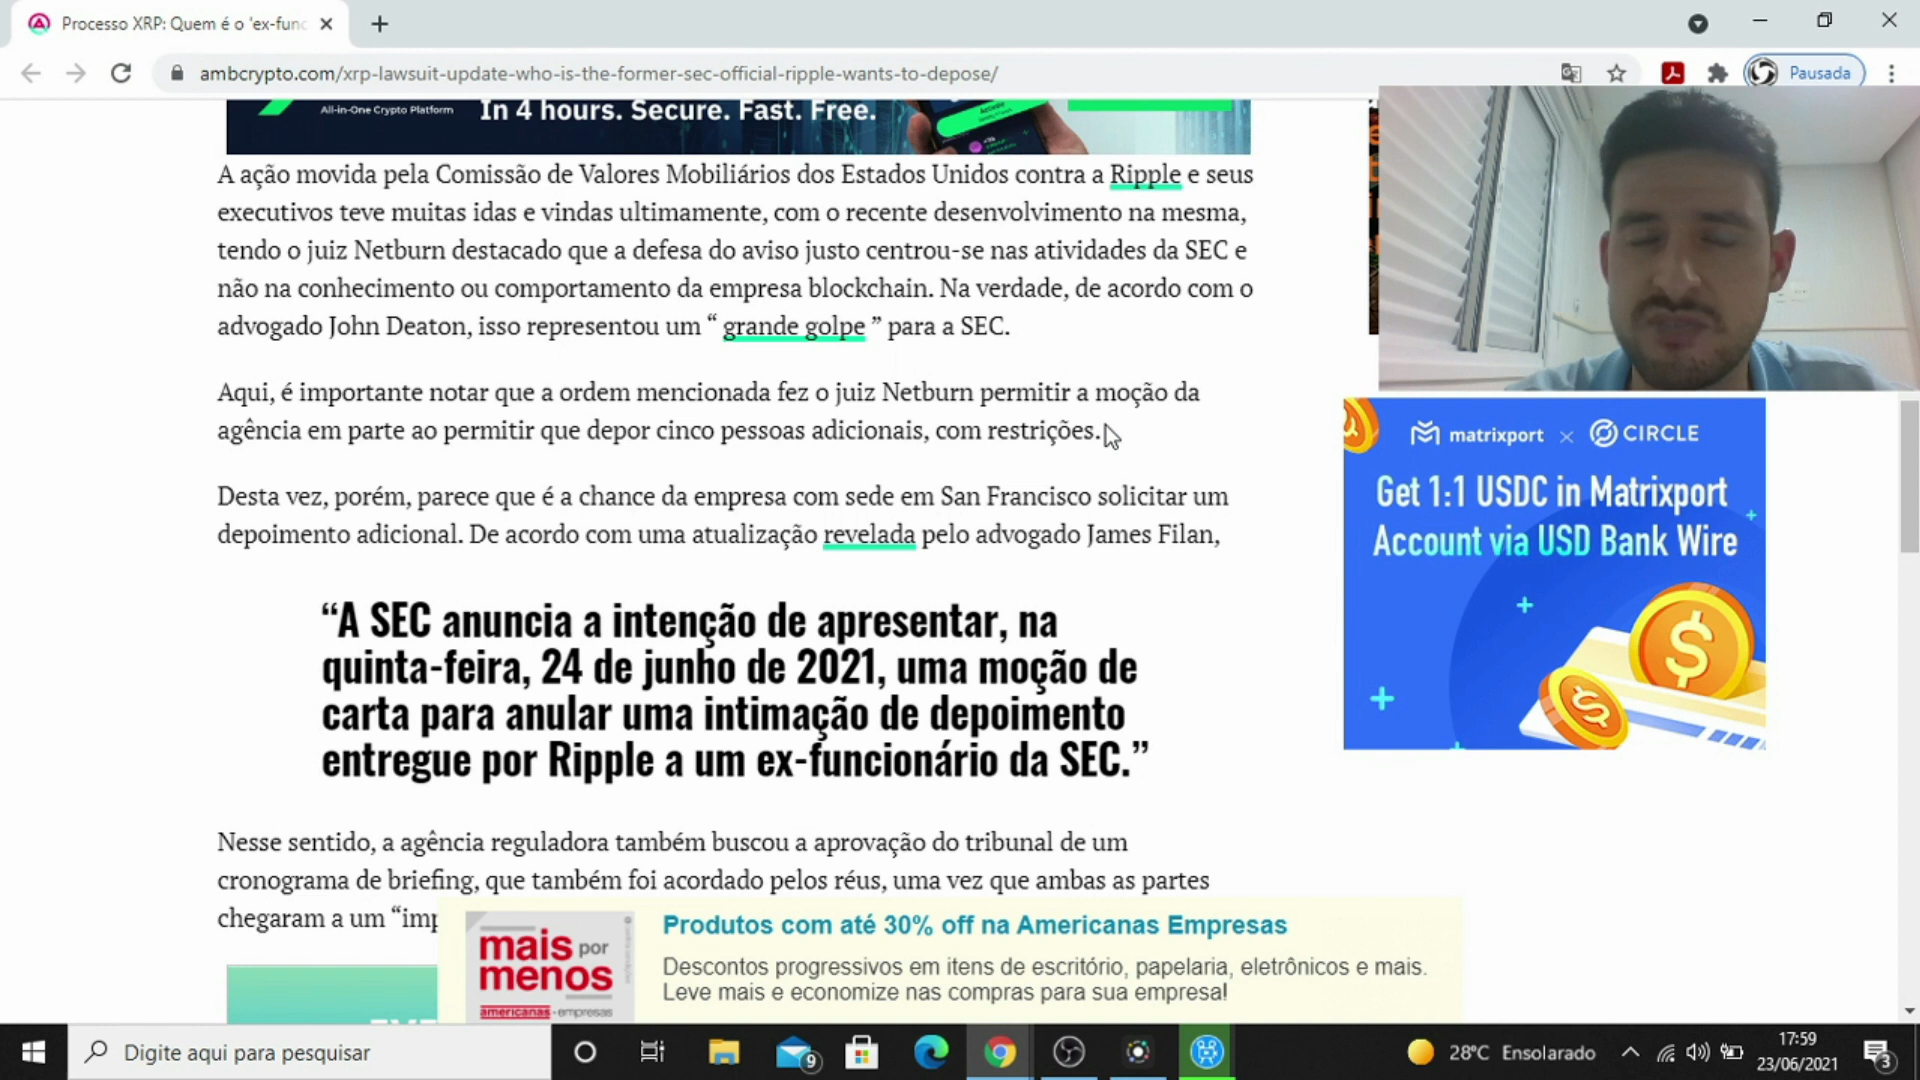 Processo XRP: Quem é o 'ex-func
ambcrypto.com/xrp-lawsuit-update-who-is-the-former-sec-official-ripple-wants-to-depose/
Pausada
All-in-One Crypto Platform
In 4 hours. Secure. Fast. Free.
Activate
A ação movida pela Comissão de Valores Mobiliários dos Estados Unidos contra a Ripple e seus
executivos teve muitas idas e vindas ultimamente, com o recente desenvolvimento na mesma,
tendo o juiz Netburn destacado que a defesa do aviso justo centrou-se nas atividades da SEC e
não na conhecimento ou comportamento da empresa blockchain. Na verdade, de acordo com o
advogado John Deaton, isso representou um “ grande golpe ” para a SEC.
Aqui, é importante notar que a ordem mencionada fez o juiz Netburn permitir a moção da
agência em parte ao permitir que depor cinco pessoas adicionais, com restrições.
Desta vez, porém, parece que é a chance da empresa com sede em San Francisco solicitar um
depoimento adicional. De acordo com uma atualização revelada pelo advogado James Filan,
“A SEC anuncia a intenção de apresentar, na
quinta-feira, 24 de junho de 2021, uma moção de
carta para anular uma intimação de depoimento
entregue por Ripple a um ex-funcionário da SEC.”
Nesse sentido, a agência reguladora também buscou a aprovação do tribunal de um
cronograma de briefing, que também foi acordado pelos réus, uma vez que ambas as partes
chegaram a um “imp
matrixport × CIRCLE
Get 1:1 USDC in Matrixport
Account via USD Bank Wire
mais por
menos
americanas - empresas
Produtos com até 30% off na Americanas Empresas
Descontos progressivos em itens de escritório, papelaria, eletrônicos e mais.
Leve mais e economize nas compras para sua empresa!
Digite aqui para pesquisar
9
28°C Ensolarado
17:59
23/06/2021
3